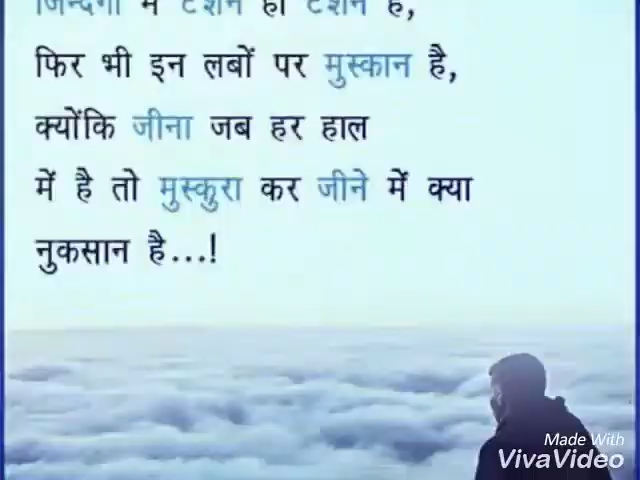 जिन्दगी में टेंशन ही टेंशन है,
फिर भी इन लबों पर मुस्कान है,
क्योंकि जीना जब हर हाल
में है तो मुस्कुरा कर जीने में क्या
नुकसान है...!
Made With
VivaVideo